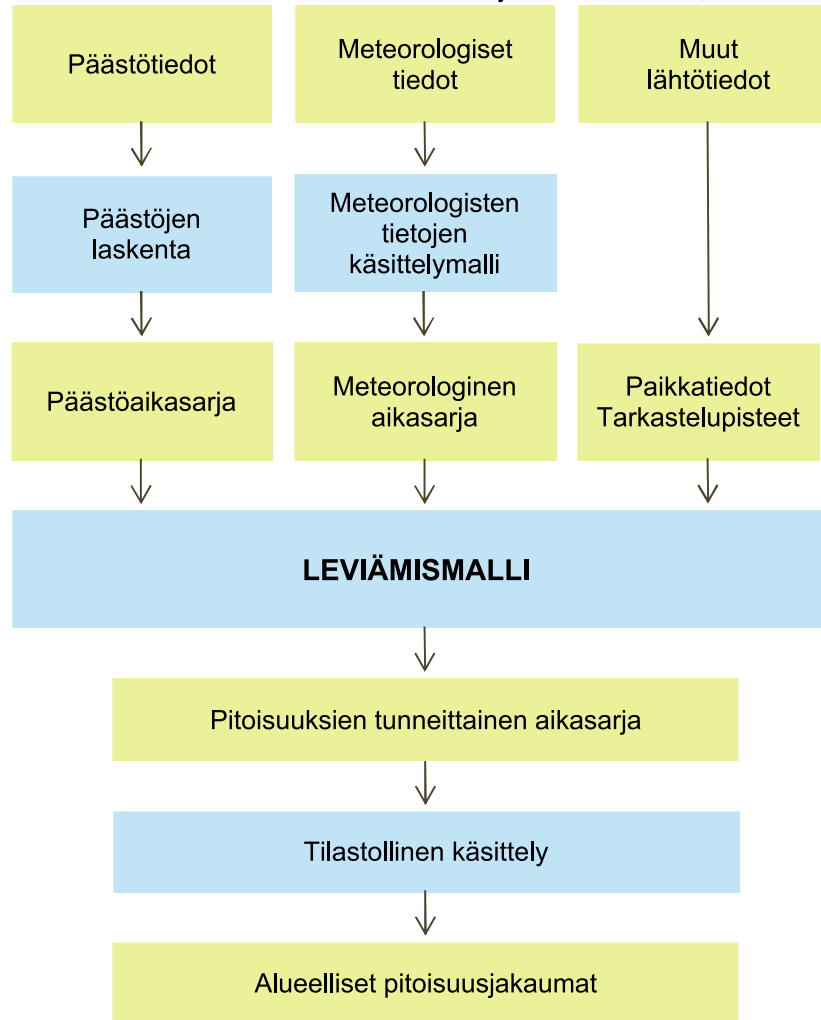 Päästötiedot
Meteorologiset
tiedot
Muut
lähtötiedot
Päästöjen
laskenta
Meteorologisten
tietojen
käsittelymalli
Päästöaikasarja
Meteorologinen
aikasarja
Paikkatiedot
Tarkastelupisteet
LEVIÄMISMALLI
Pitoisuuksien tunneittainen aikasarja
Tilastollinen käsittely
Alueelliset pitoisuusjakaumat